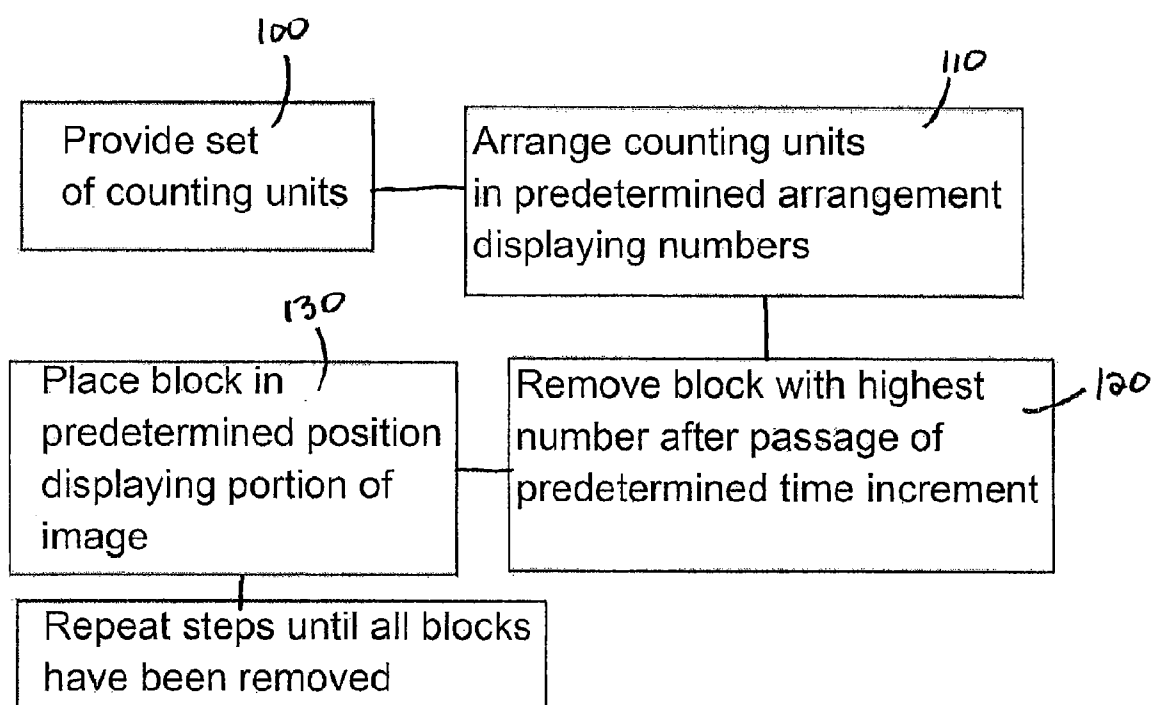 100
Provide set
of counting units
110
Arrange counting units
in predetermined arrangement
displaying numbers
120
Remove block with highest
number after passage of
predetermined time increment
130
Place block in
predetermined position
displaying portion of
image
Repeat steps until all blocks
have been removed